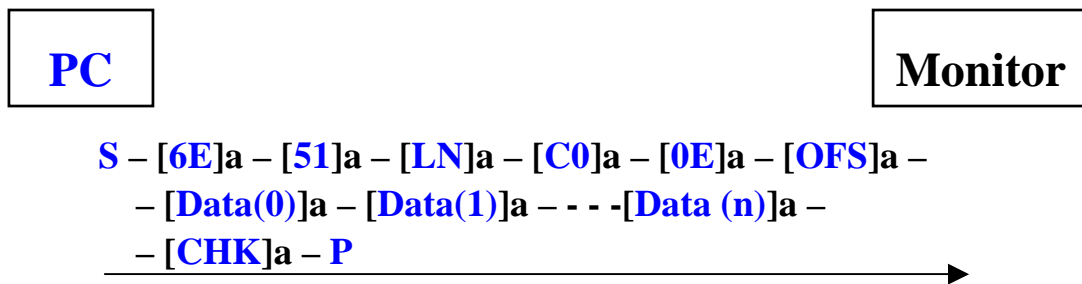 PC
Monitor
S – [6E]a – [51]a – [LN]a – [C0]a – [0E]a – [OFS]a –
– [Data(0)]a – [Data(1)]a – - - -[Data (n)]a –
– [CHK]a – P